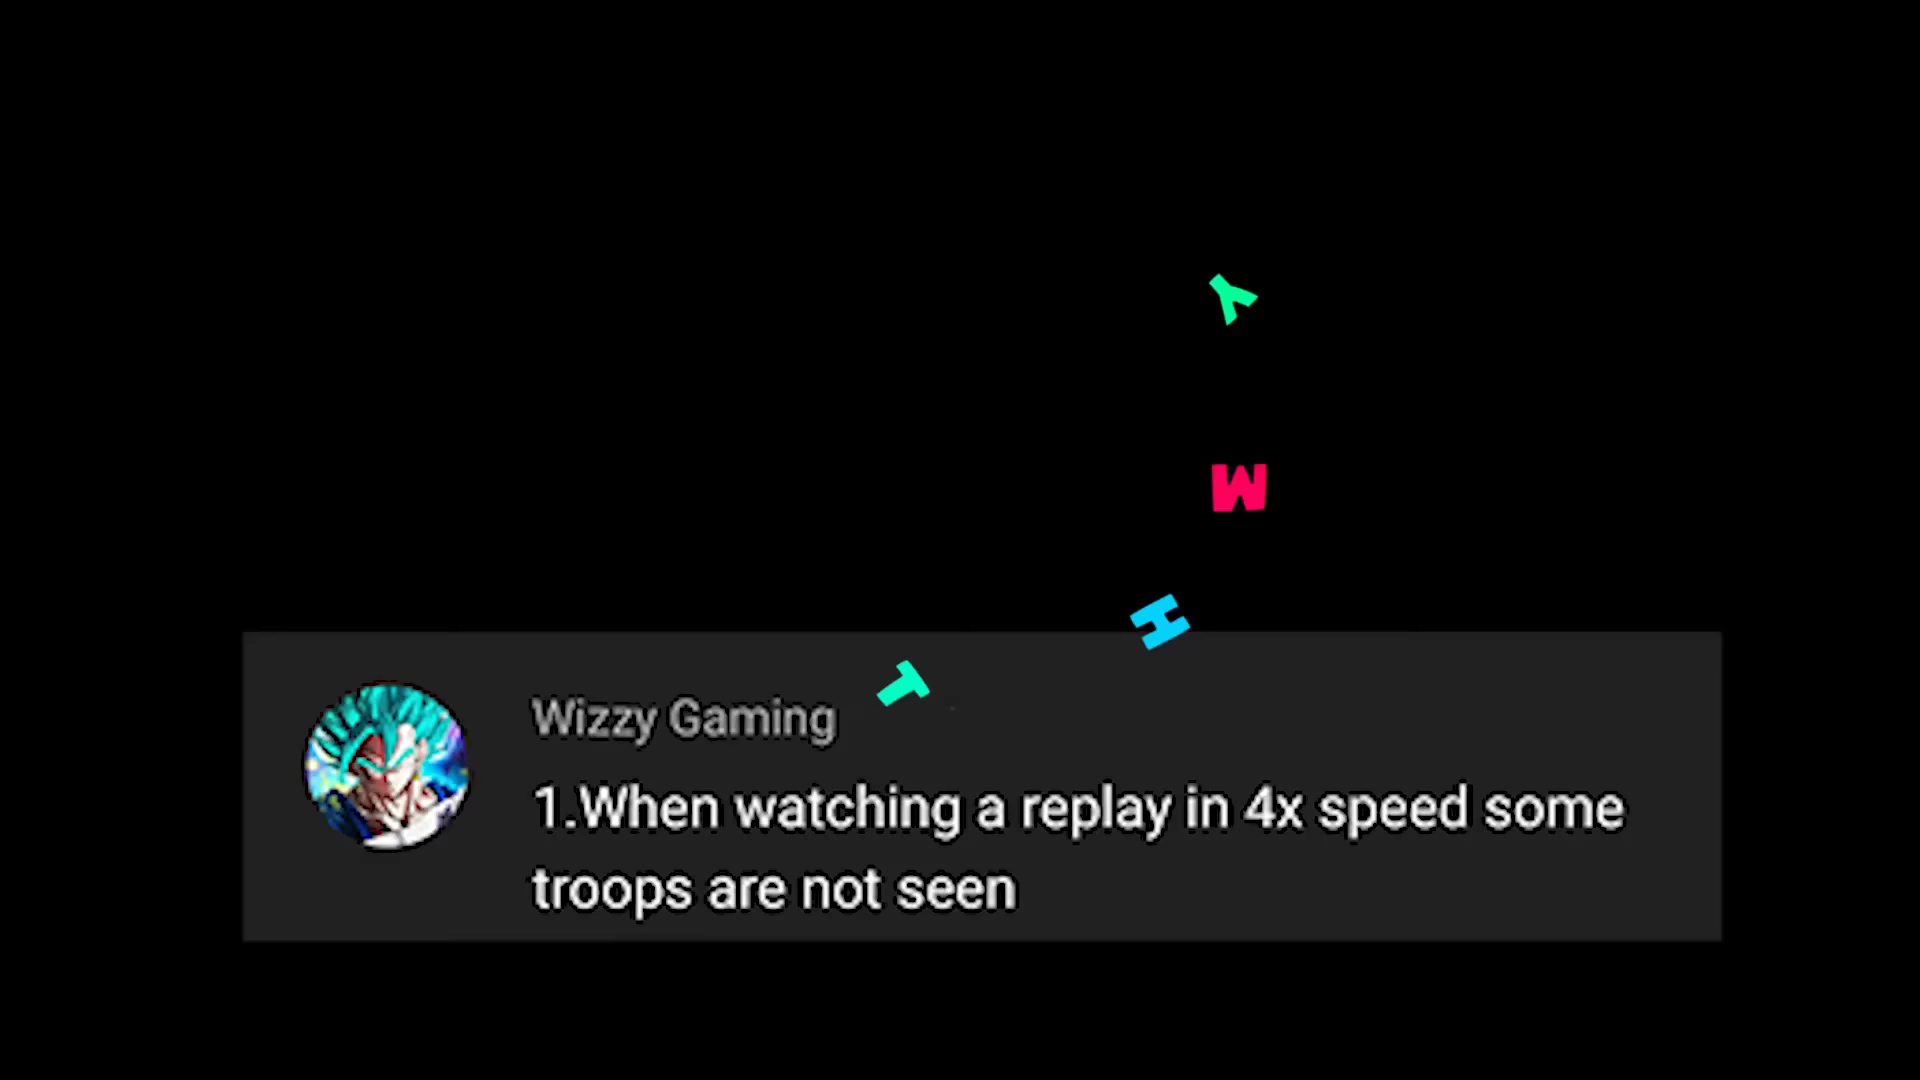 Y
W
H
T
Wizzy Gaming
1.When watching a replay in 4x speed some
troops are not seen